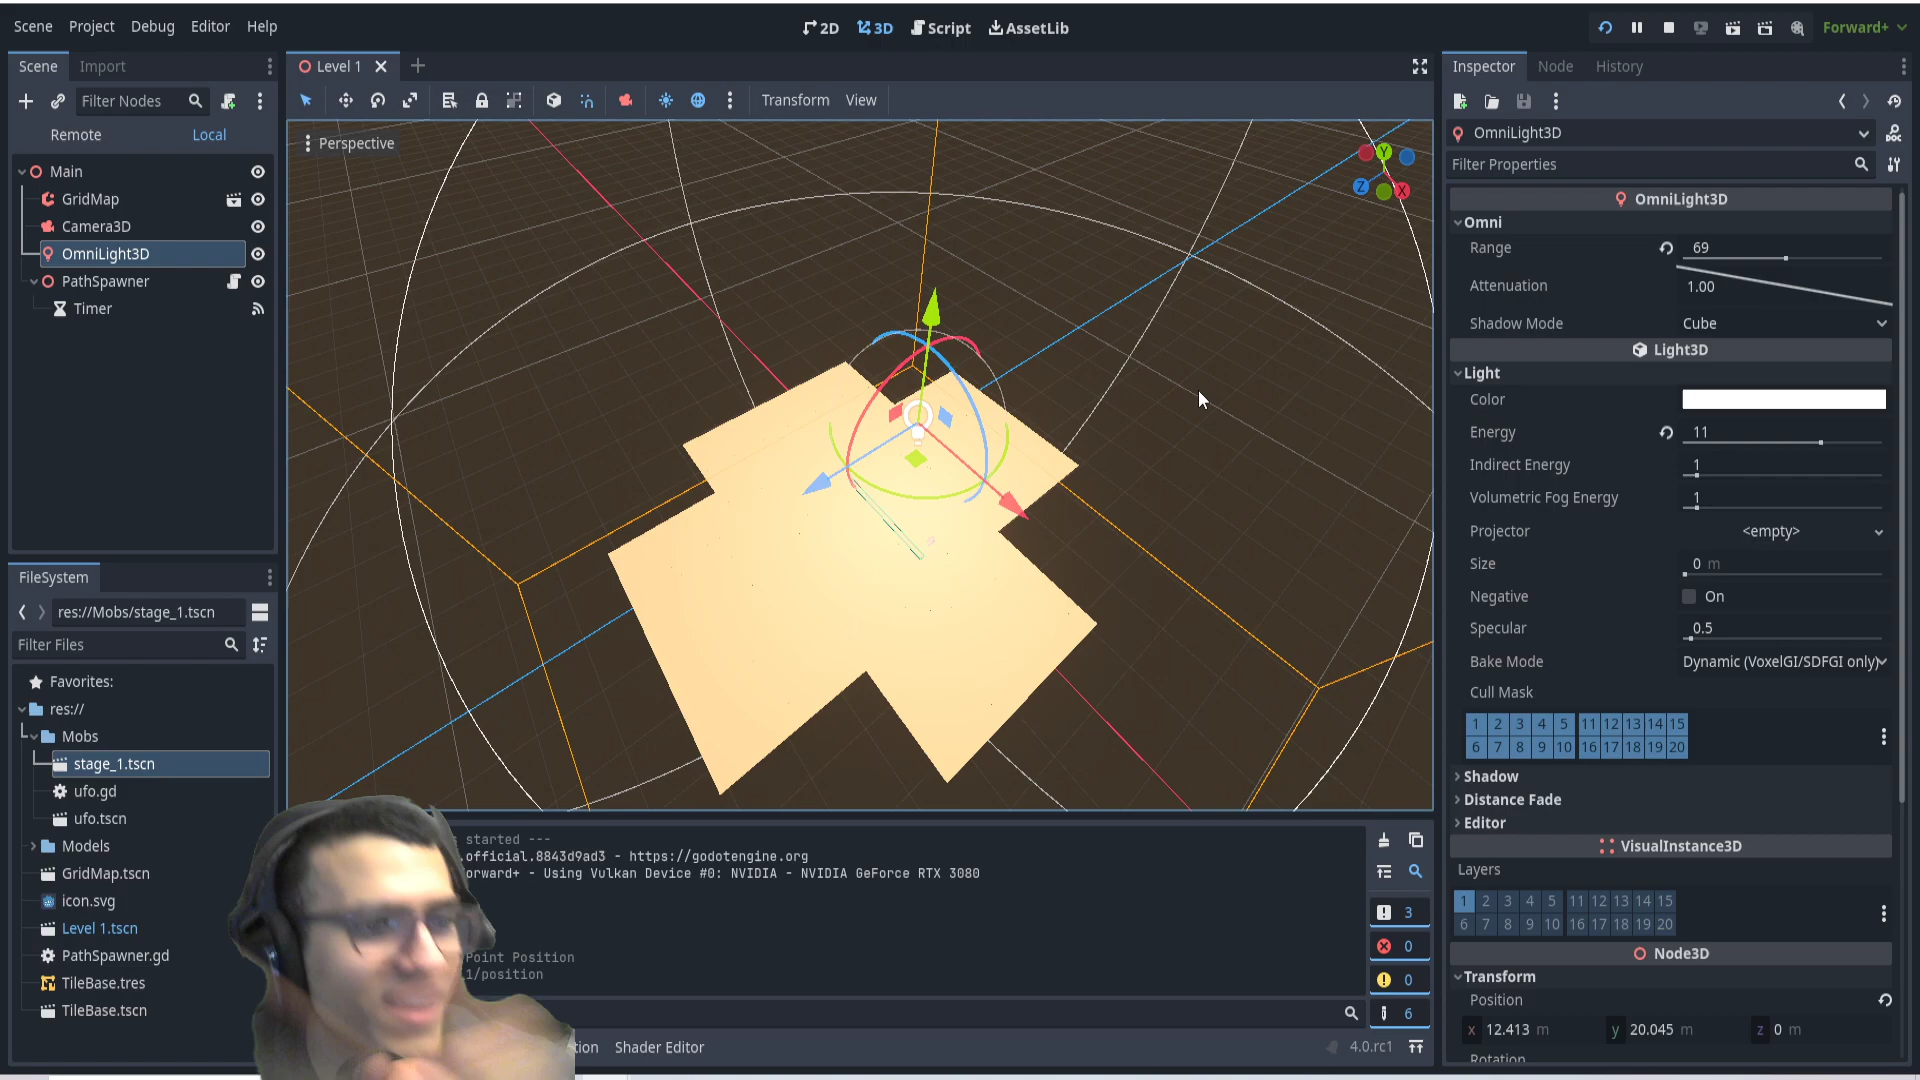 Scene Project Debug Editor Help
2D 3D Script AssetLib
Forward+
Scene Import
Filter Nodes
Remote Local
Main
GridMap
Camera3D
OmniLight3D
PathSpawner
Timer
FileSystem
res://Mobs/stage_1.tscn
Filter Files
Favorites:
res://
Mobs
stage_1.tscn
ufo.gd
ufo.tscn
Models
GridMap.tscn
icon.svg
Level 1.tscn
PathSpawner.gd
TileBase.tres
TileBase.tscn
Level 1
Transform View
Perspective
Y
Z X
started ---
.official.8843d9ad3 - https://godotengine.org
orward+ - Using Vulkan Device #0: NVIDIA - NVIDIA GeForce RTX 3080
Point Position
1/position
3
0
0
6
tion Shader Editor
4.0.rc1
Inspector Node History
OmniLight3D
Filter Properties
OmniLight3D
Omni
Range 69
Attenuation 1.00
Shadow Mode Cube
Light3D
Light
Color
Energy 11
Indirect Energy 1
Volumetric Fog Energy 1
Projector <empty>
Size 0 m
Negative On
Specular 0.5
Bake Mode Dynamic (VoxelGI/SDFGI only)
Cull Mask
1 2 3 4 5 11 12 13 14 15
6 7 8 9 10 16 17 18 19 20
Shadow
Distance Fade
Editor
VisualInstance3D
Layers
1 2 3 4 5 11 12 13 14 15
6 7 8 9 10 16 17 18 19 20
Node3D
Transform
Position
x 12.413 m y 20.045 m z 0 m
Rotation